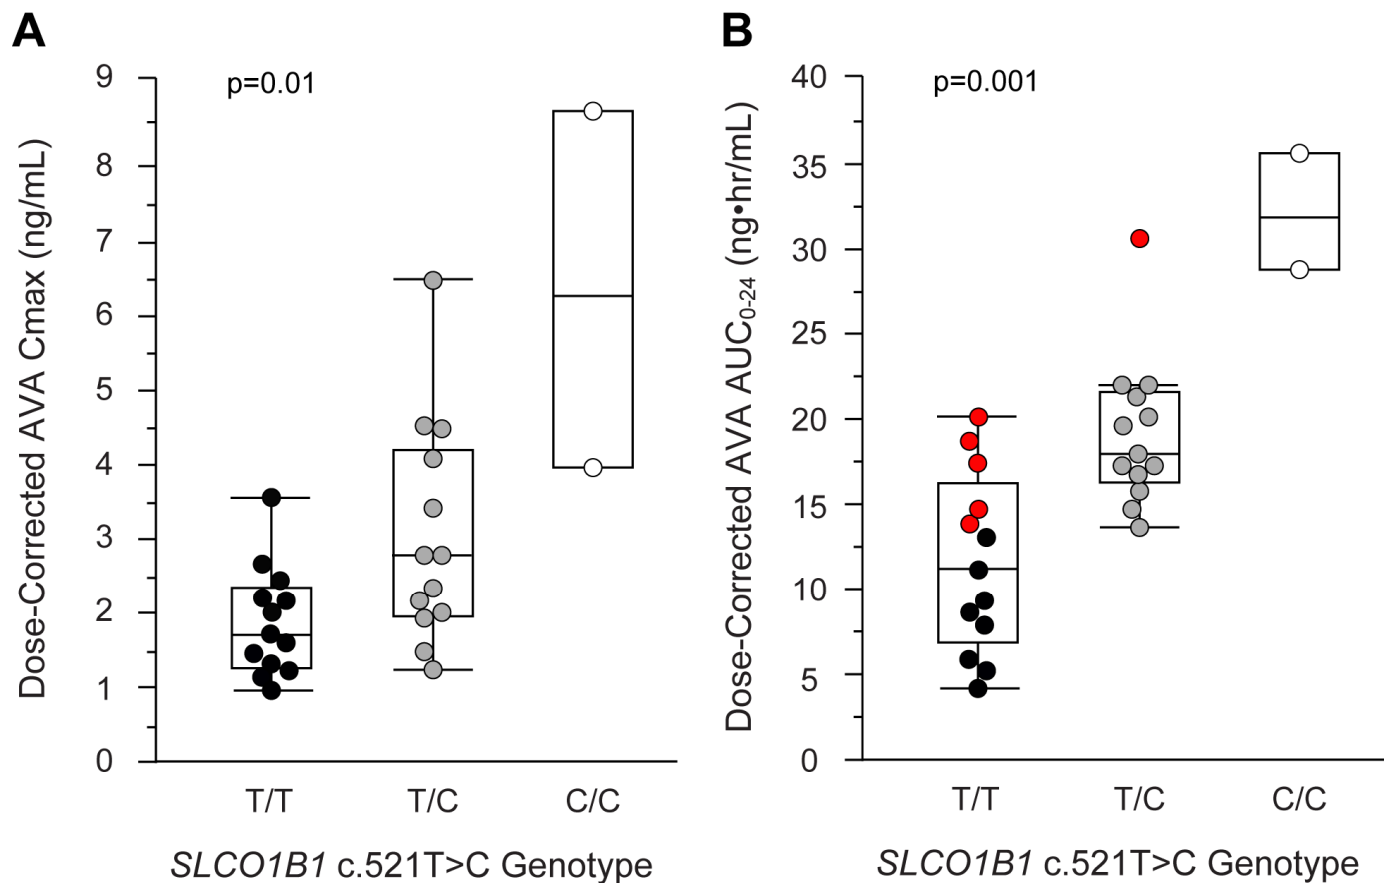 A
p=0.01
Dose-Corrected AVA Cmax (ng/mL)
9
8
7
6
5
4
3
2
1
0
T/T T/C C/C
SLCO1B1 c.521T>C Genotype
B
p=0.001
Dose-Corrected AVA AUC0-24 (ng•hr/mL)
40
35
30
25
20
15
10
5
0
T/T T/C C/C
SLCO1B1 c.521T>C Genotype